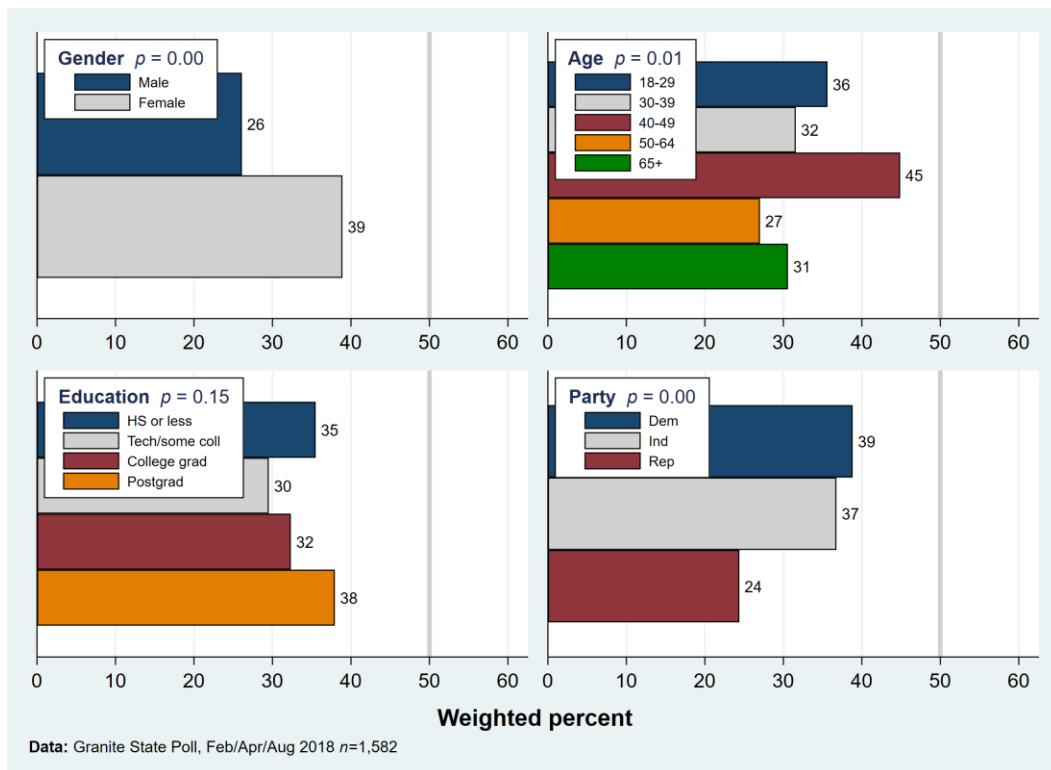 Gender p = 0.00
Male
Female
26
39
0 10 20 30 40 50 60
Age p = 0.01
18-29
30-39
40-49
50-64
65+
36
32
45
27
31
0 10 20 30 40 50 60
Education p = 0.15
HS or less
Tech/some coll
College grad
Postgrad
35
30
32
38
0 10 20 30 40 50 60
Party p = 0.00
Dem
Ind
Rep
39
37
24
0 10 20 30 40 50 60
Weighted percent
Data: Granite State Poll, Feb/Apr/Aug 2018 n=1,582